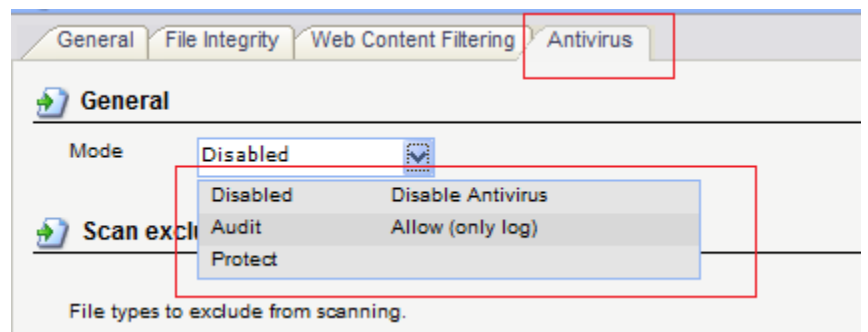 General File Integrity Web Content Filtering Antivirus
General
Mode Disabled
Disabled Disable Antivirus
Audit Allow (only log)
Scan exclu
Protect
File types to exclude from scanning.